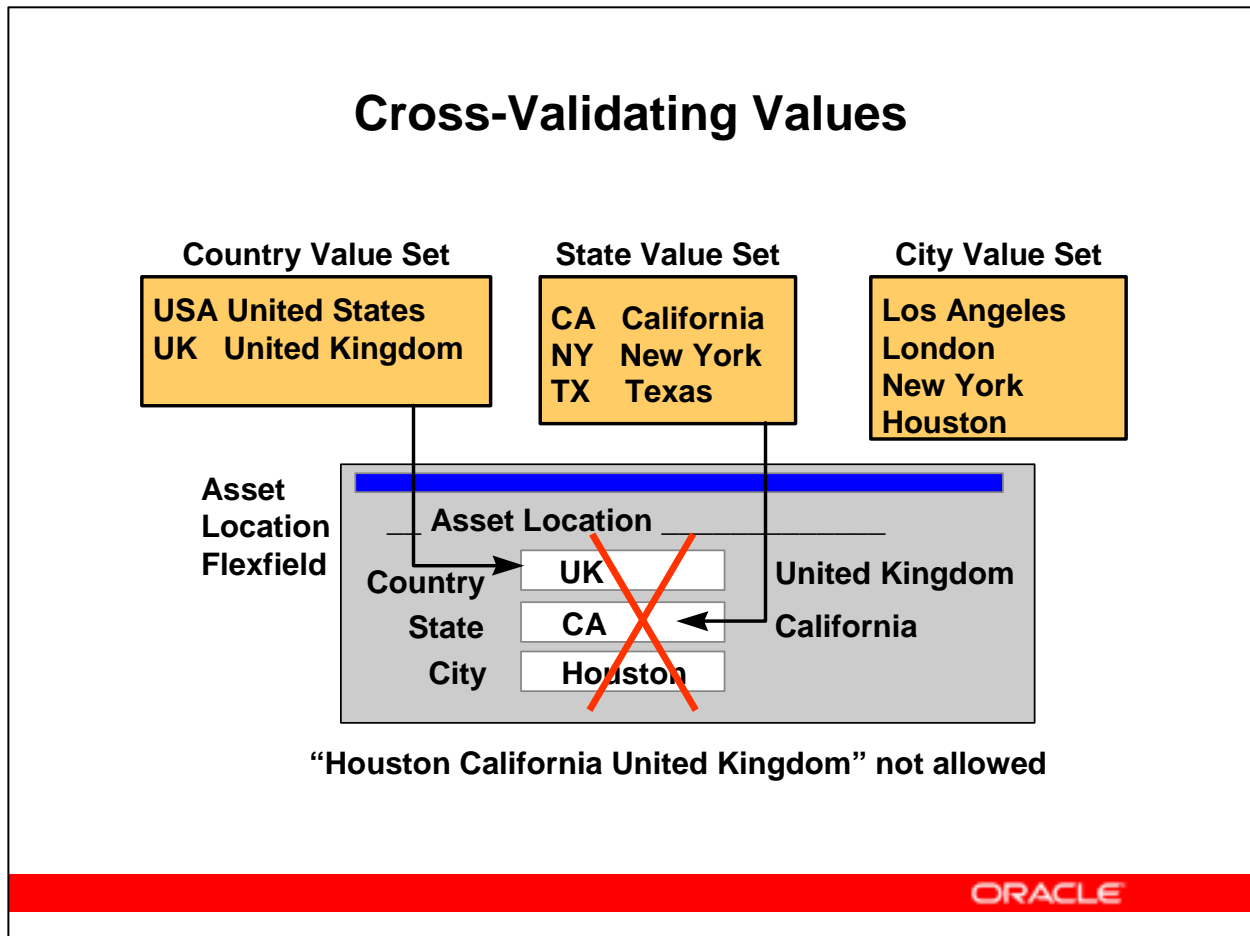 Cross-Validating Values
Country Value Set
USA United States
UK United Kingdom
State Value Set
CA California
NY New York
TX Texas
City Value Set
Los Angeles
London
New York
Houston
Asset
Location
Flexfield
__ Asset Location _____________
Country UK United Kingdom
State CA California
City Houston
“Houston California United Kingdom” not allowed
ORACLE